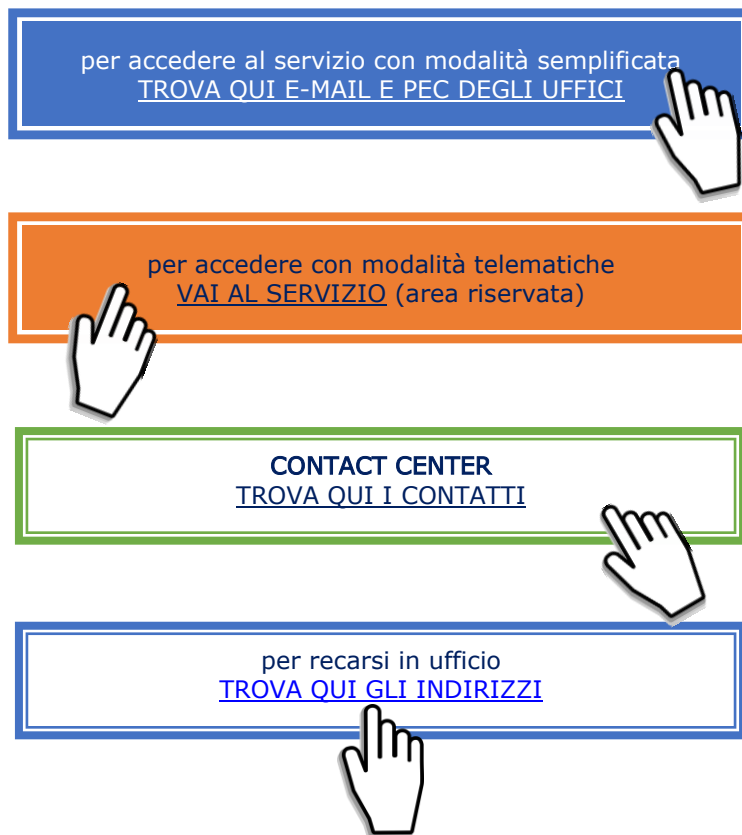 per accedere al servizio con modalità semplificata
TROVA QUI E-MAIL E PEC DEGLI UFFICI
per accedere con modalità telematiche
VAI AL SERVIZIO (area riservata)
CONTACT CENTER
TROVA QUI I CONTATTI
per recarsi in ufficio
TROVA QUI GLI INDIRIZZI